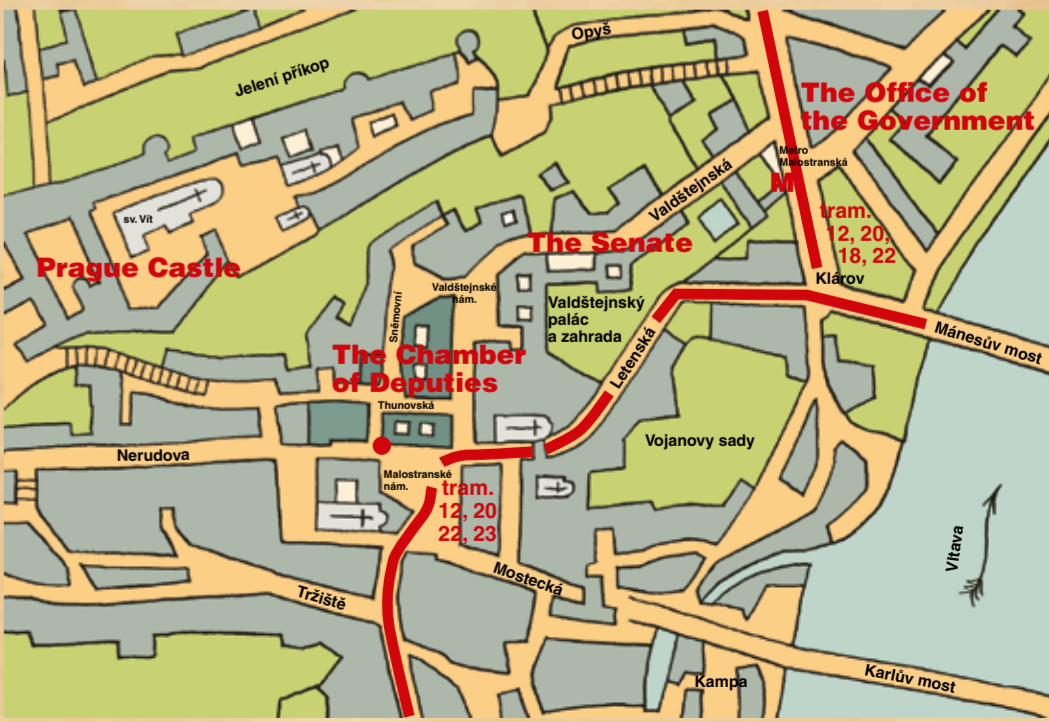 Opyš
Jelení příkop
The Office of
the Government
Metro
Malostranská
M
Valdštejnská
tram.
12, 20,
18, 22
Klárov
sv. Vít
The Senate
Prague Castle
Valdštejnské
nám.
Valdštejnský
palác
a zahrada
Sněmovní
Mánesův most
The Chamber
of Deputies
Letenská
Thunovská
Nerudova
Vojanovy sady
Malostranské
nám.
tram.
12, 20
22, 23
Vltava
Mostecká
Tržiště
Karlův most
Kampa